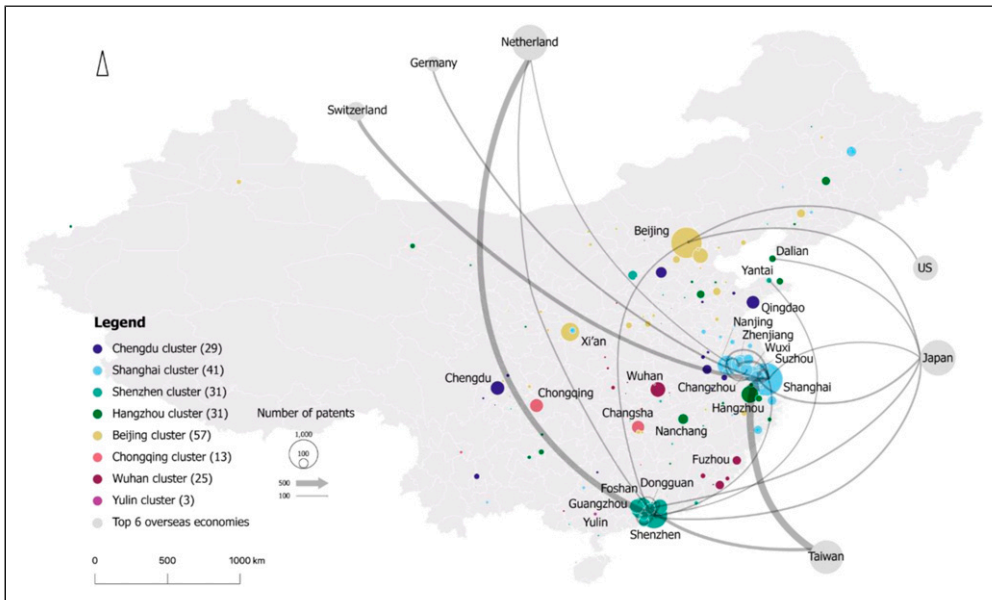 Netherland
Germany
Switzerland
Beijing
Dalian
US
Yantai
Qingdao
Nanjing
Zhenjiang
Wuxi
Suzhou
Xi'an
Japan
Chengdu
Chongqing
Wuhan
Changzhou
Shanghai
Hangzhou
Changsha
Nanchang
Fuzhou
Foshan
Dongguan
Guangzhou
Yulin
Shenzhen
Taiwan
Legend
Chengdu cluster (29)
Shanghai cluster (41)
Shenzhen cluster (31)
Hangzhou cluster (31)
Beijing cluster (57)
Chongqing cluster (13)
Wuhan cluster (25)
Yulin cluster (3)
Top 6 overseas economies
Number of patents
1,000
100
500
100
0 500 1000 km